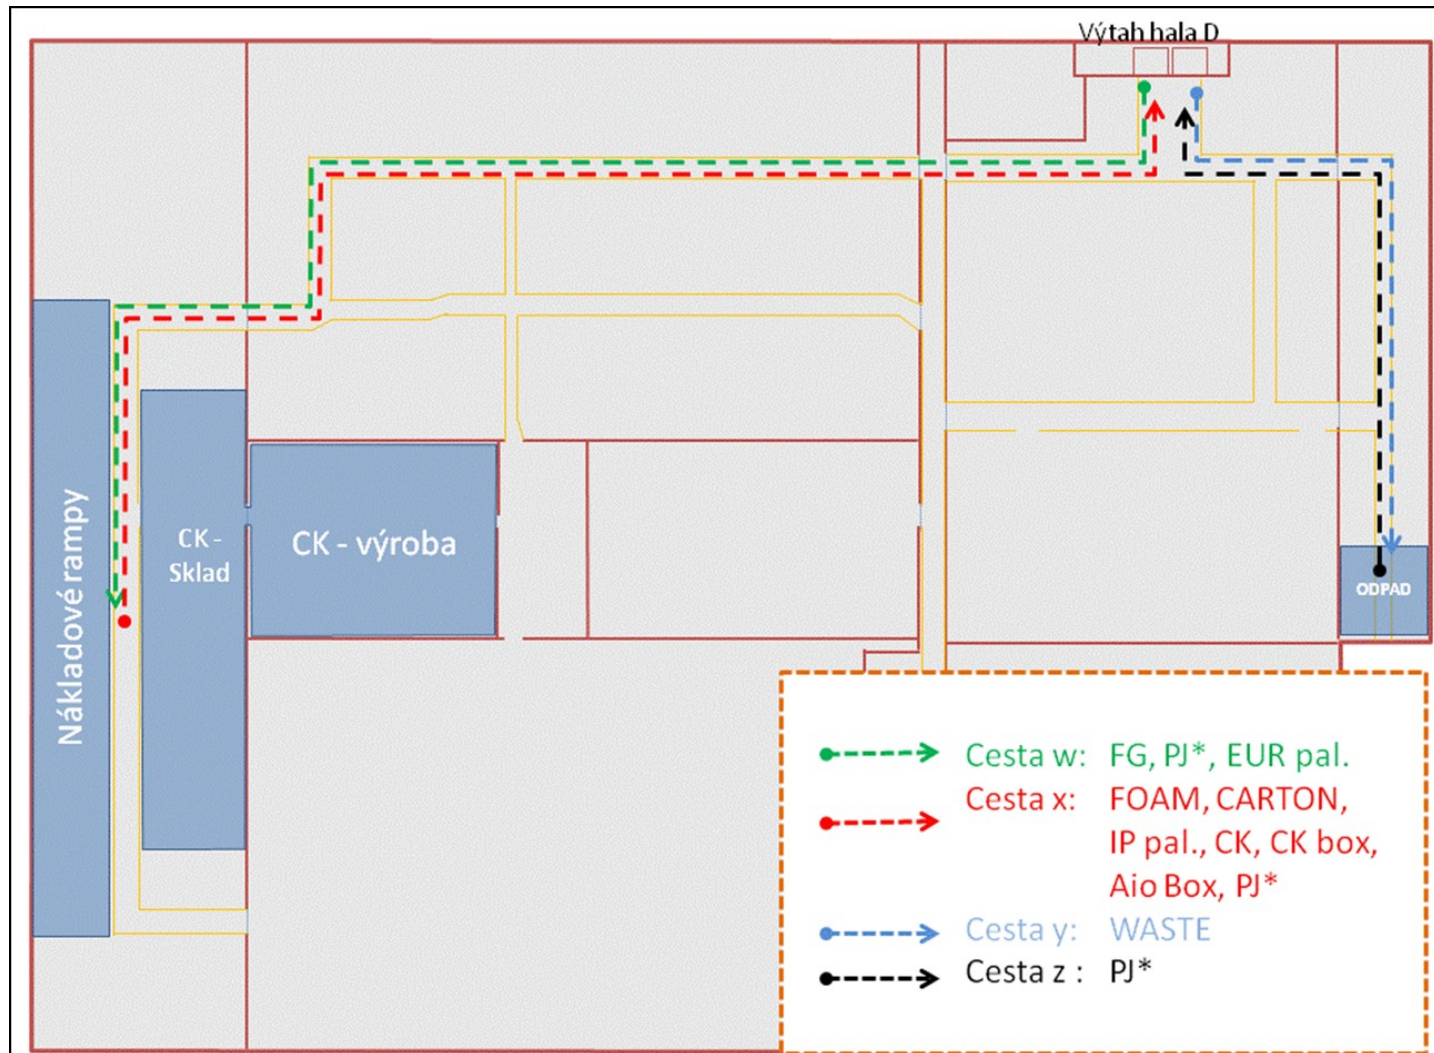 Výtah hala D
Nákladové rampy
CK -
Sklad
CK - výroba
ODPAD
Cesta w: FG, PJ*, EUR pal.
Cesta x: FOAM, CARTON,
IP pal., CK, CK box,
Aio Box, PJ*
Cesta y: WASTE
Cesta z : PJ*